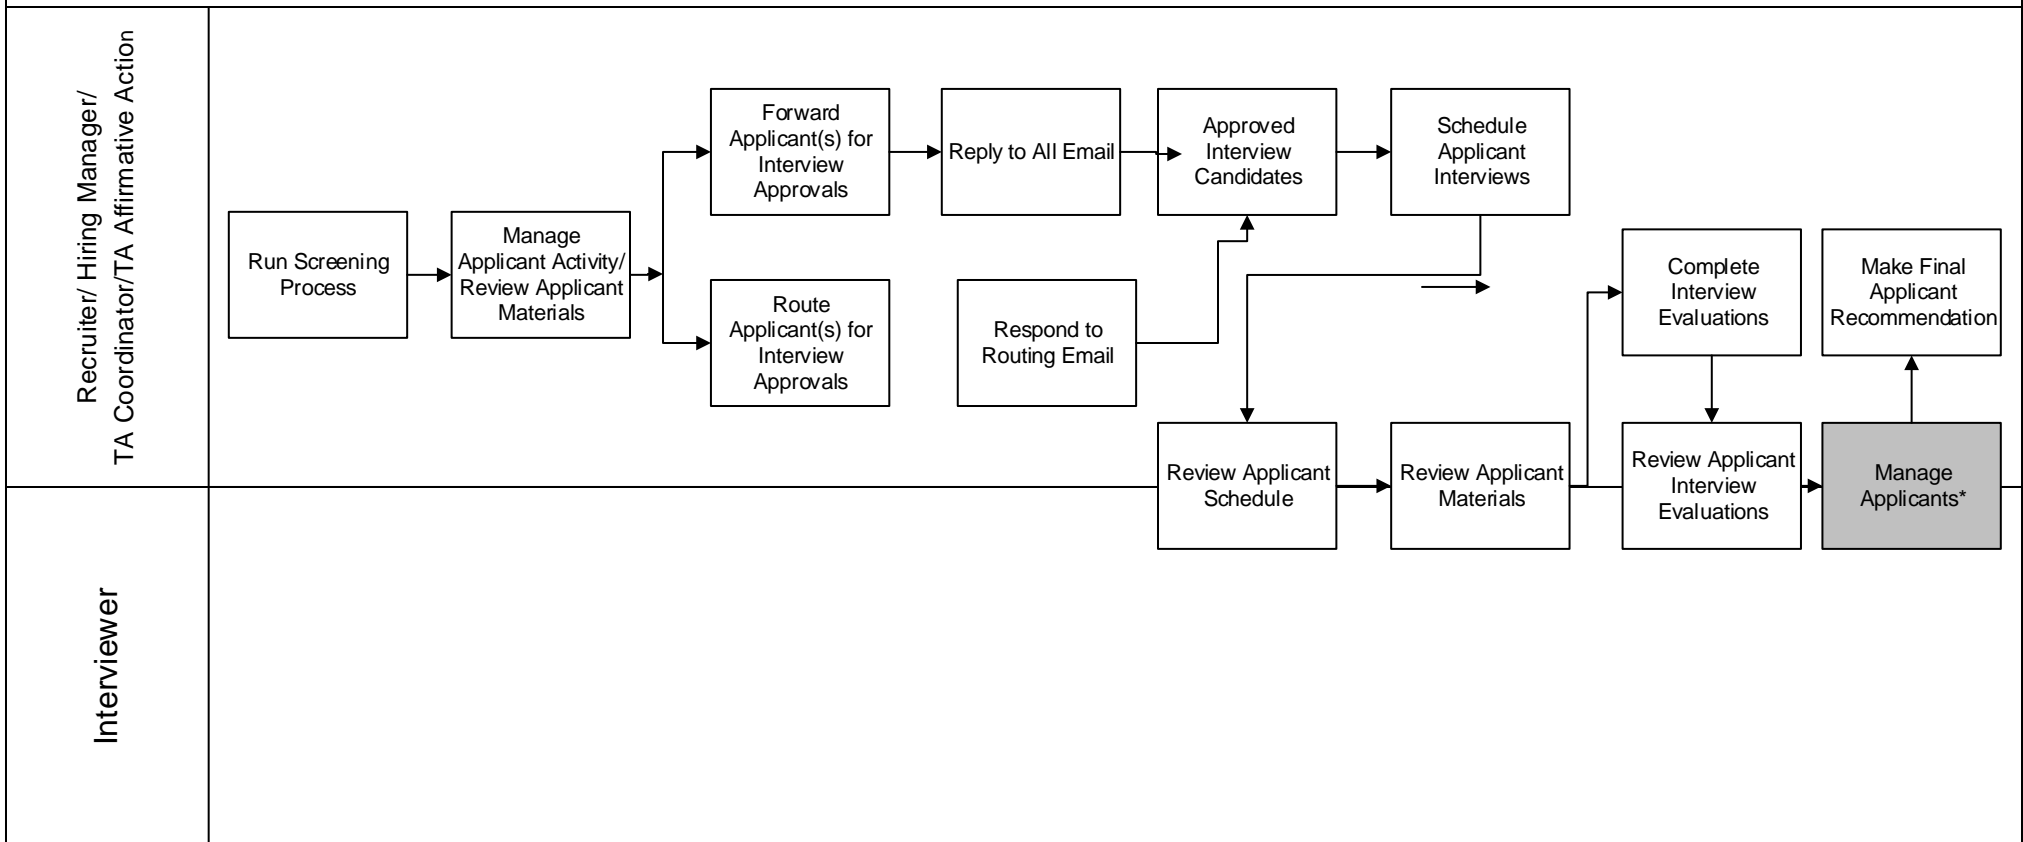 Recruiter/ Hiring Manager/
TA Coordinator/TA Affirmative Action
Run Screening
Process
Manage
Applicant Activity/
Review Applicant
Materials
Forward
Applicant(s) for
Interview
Approvals
Reply to All Email
Approved
Interview
Candidates
Schedule
Applicant
Interviews
Route
Applicant(s) for
Interview
Approvals
Respond to
Routing Email
Complete
Interview
Evaluations
Make Final
Applicant
Recommendation
Review Applicant
Schedule
Review Applicant
Materials
Review Applicant
Interview
Evaluations
Manage
Applicants*
Interviewer